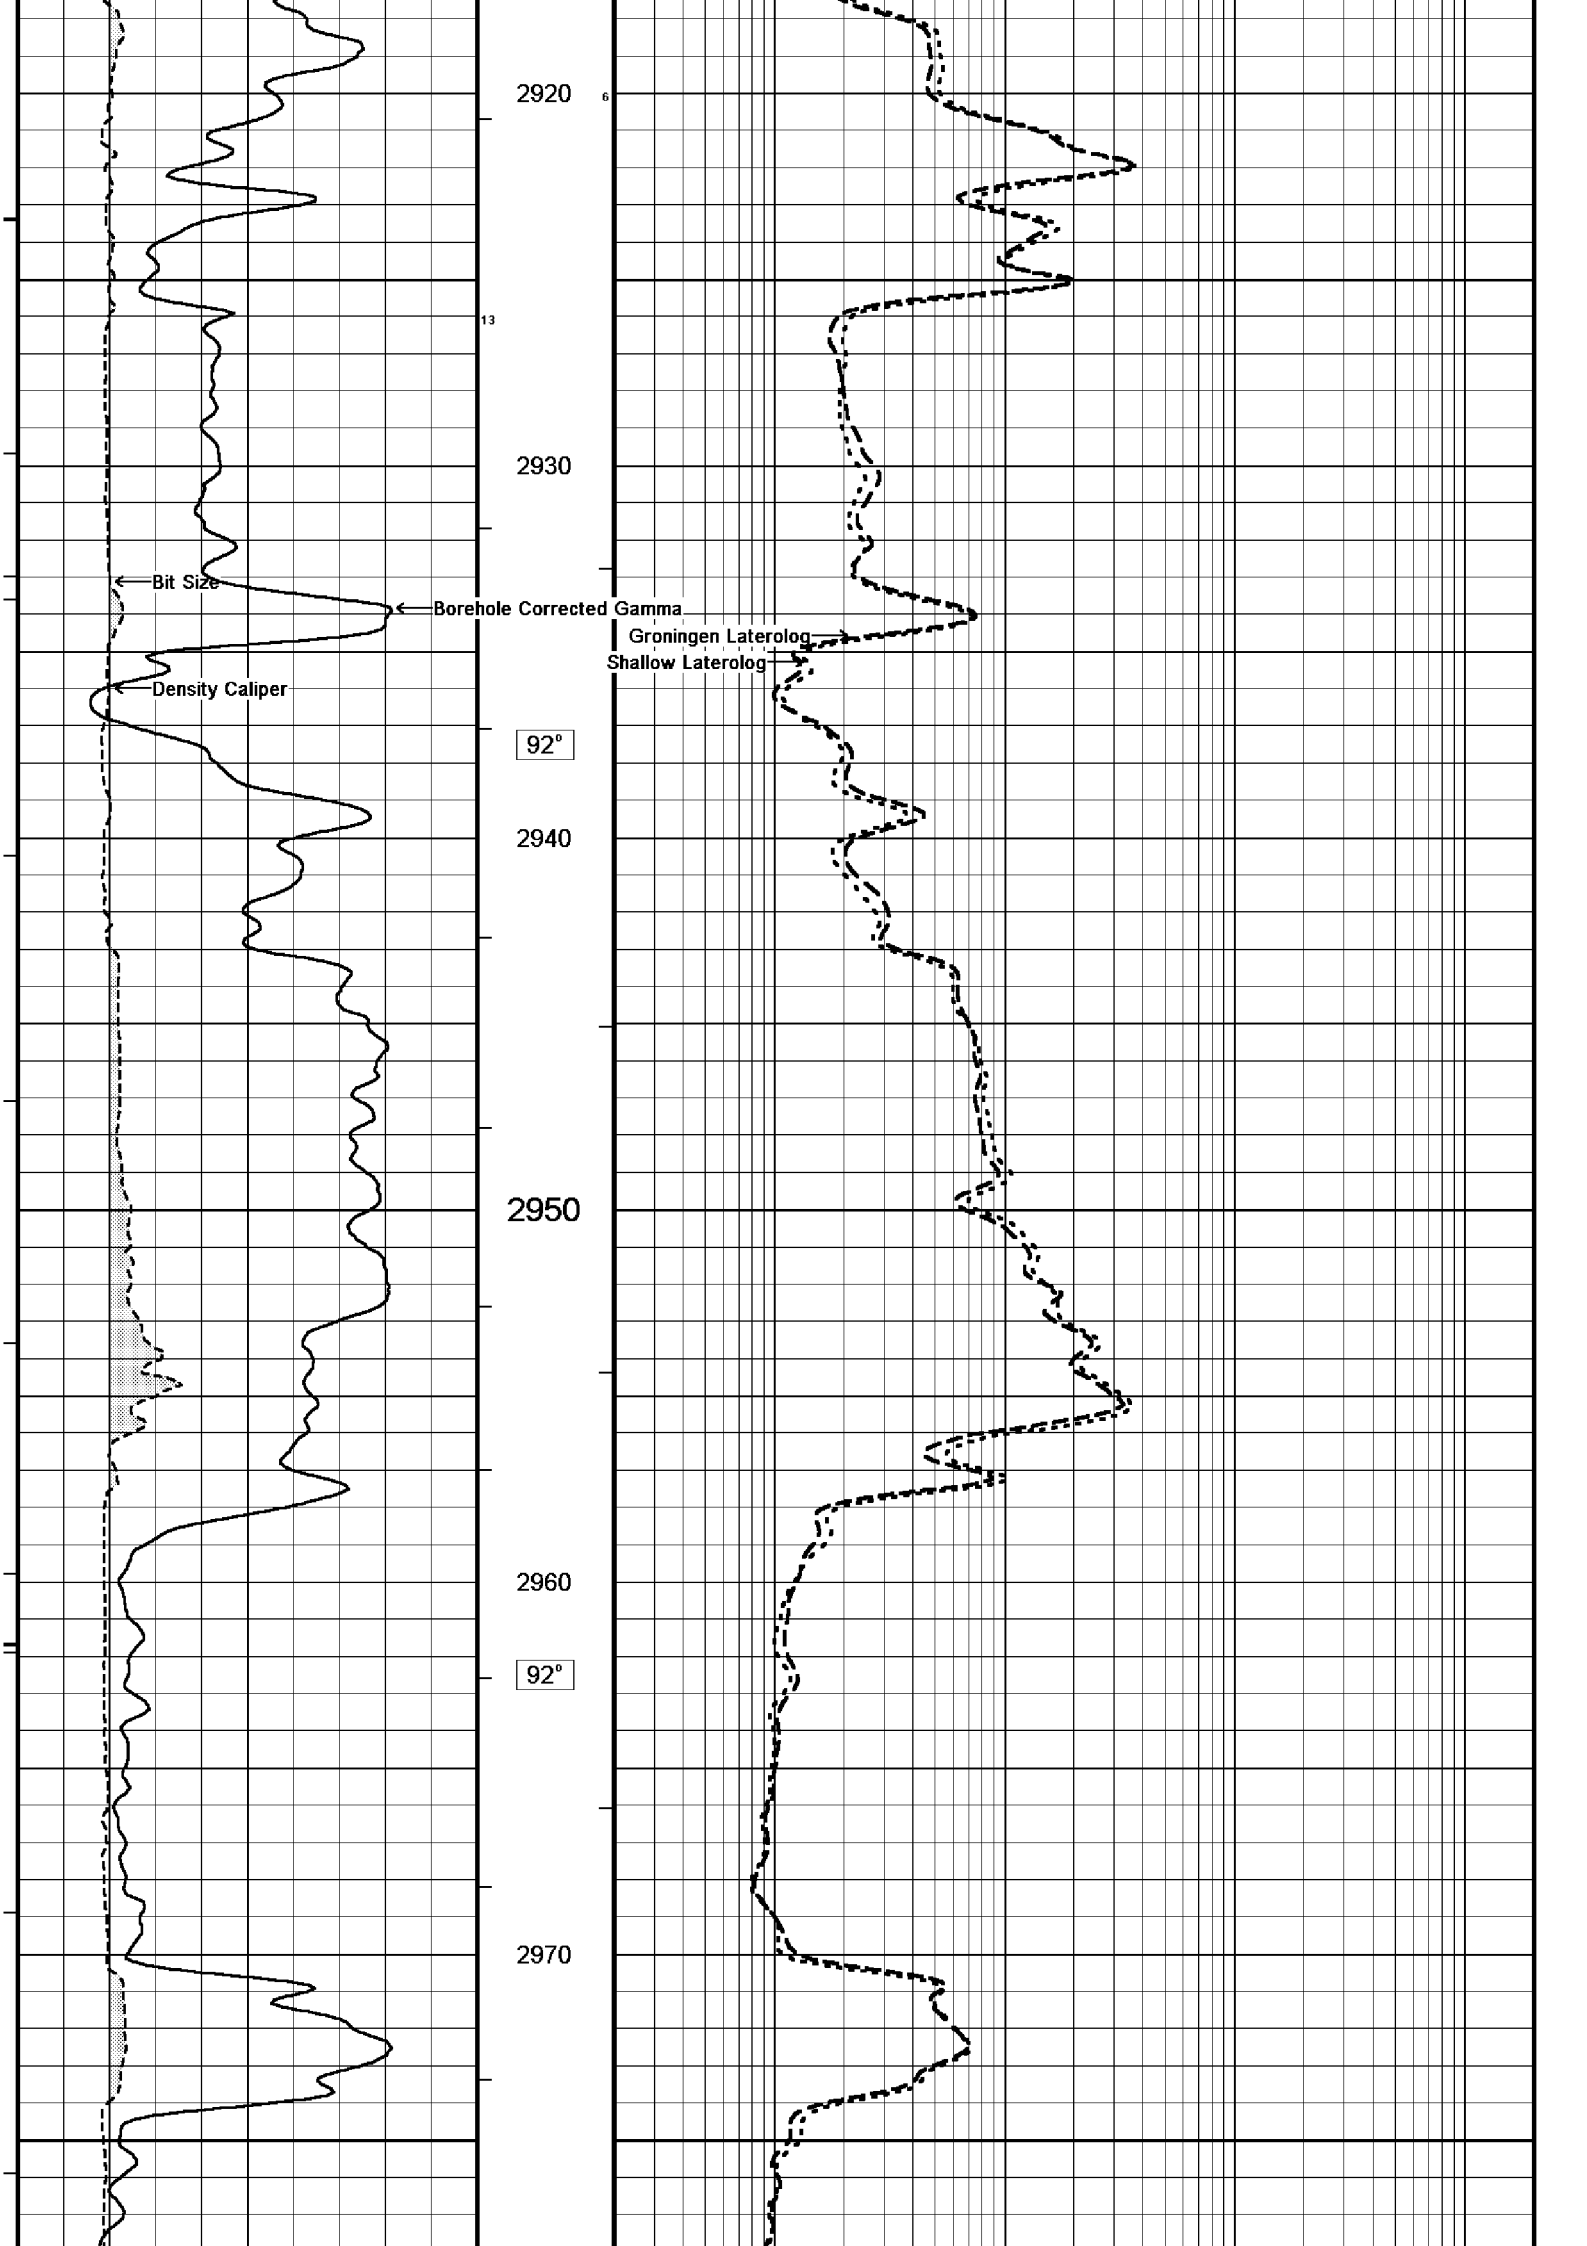 2920
6
13
2930
Bit Size
Borehole Corrected Gamma
Groningen Laterolog
Shallow Laterolog
Density Caliper
92°
2940
2950
2960
92°
2970